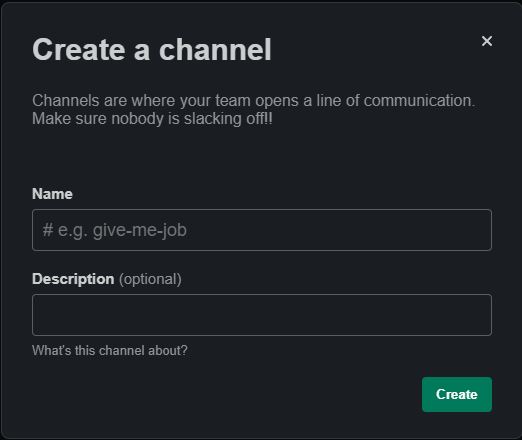 Create a channel
Channels are where your team opens a line of communication.
Make sure nobody is slacking off!!
Name
# e.g. give-me-job
Description (optional)
What's this channel about?
Create